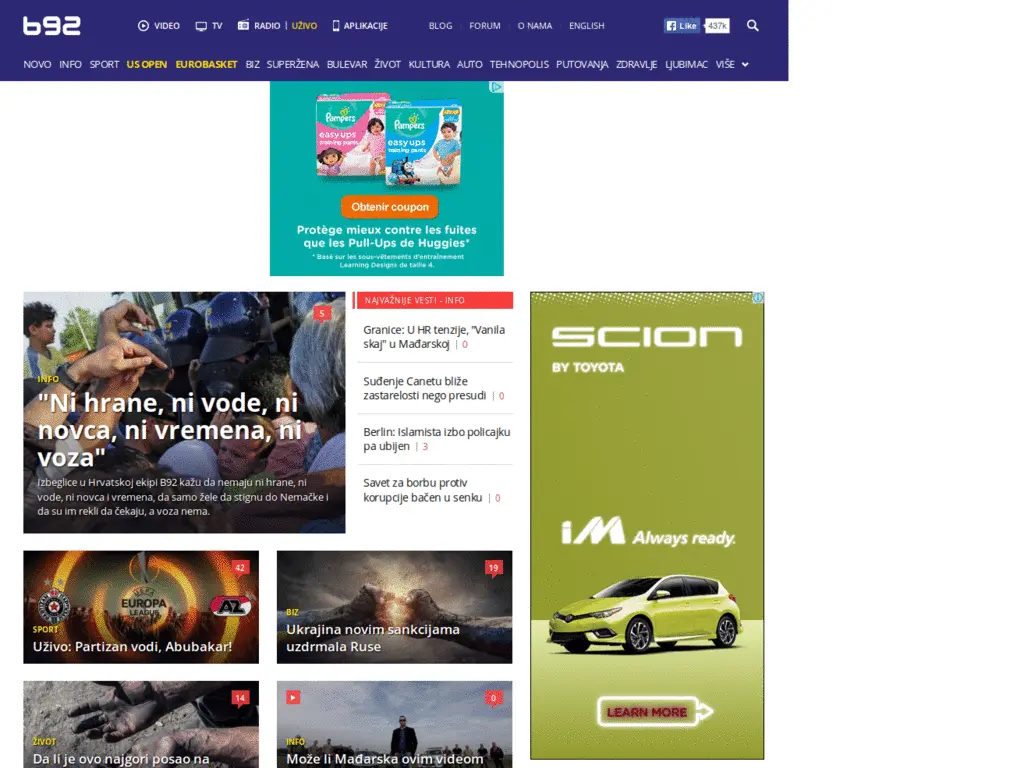 b92
VIDEO
TV
RADIO | UŽIVO
APLIKACIJE
BLOG
FORUM
O NAMA
ENGLISH
Like
437k
NOVO INFO SPORT US OPEN EUROBASKET BIZ SUPERŽENA BULEVAR ŽIVOT KULTURA AUTO TEHNOPOLIS PUTOVANJA ZDRAVLJE LJUBIMAC VIŠE
Pampers
easy ups
training pants
Pampers
easy ups
training pants
Obtenir coupon
Protège mieux contre les fuites
que les Pull-Ups de Huggies*
* Basé sur les sous-vêtements d'entraînement
Learning Designs de taille 4.
5
INFO
"Ni hrane, ni vode, ni
novca, ni vremena, ni
voza"
Izbeglice u Hrvatskoj ekipi B92 kažu da nemaju ni hrane, ni
vode, ni novca i vremena, da samo žele da stignu do Nemačke i
da su im rekli da čekaju, a voza nema.
NAJVAŽNIJE VESTI - INFO
Granice: U HR tenzije, "Vanila
skaj" u Mađarskoj | 0
Suđenje Canetu bliže
zastarelosti nego presudi | 0
Berlin: Islamista izbo policajku
pa ubijen | 3
Savet za borbu protiv
korupcije bačen u senku | 0
SCION
BY TOYOTA
iM Always ready.
LEARN MORE
42
UEFA
EUROPA
LEAGUE
AZ
SPORT
Uživo: Partizan vodi, Abubakar!
19
BIZ
Ukrajina novim sankcijama
uzdrmala Ruse
14
ŽIVOT
Da li je ovo najgori posao na
0
INFO
Može li Mađarska ovim videom